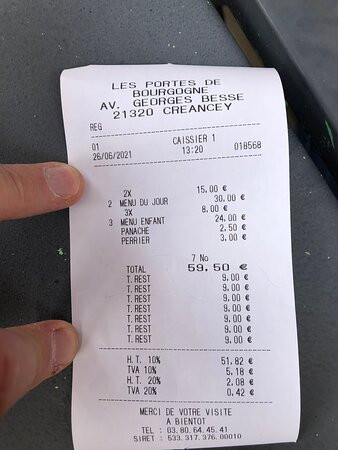 LES PORTES DE
BOURGOGNE
AV. GEORGES BESSE
21320 CREANCEY
REG
01 CAISSIER 1
26/06/2021 13:20 018568
2X 15.00 €
2 MENU DU JOUR 30.00 €
3X 8.00 €
3 MENU ENFANT 24.00 €
PANACHE 2.50 €
PERRIER 3.00 €
7 No
TOTAL 59.50 €
T.REST 9.00 €
T.REST 9.00 €
T.REST 9.00 €
T.REST 9.00 €
T.REST 9.00 €
T.REST 9.00 €
H.T. 10% 51.82 €
TVA 10% 5.18 €
H.T. 20% 2.08 €
TVA 20% 0.42 €
MERCI DE VOTRE VISITE
A BIENTOT
TEL : 03.80.64.45.41
SIRET : 533.317.376.00010